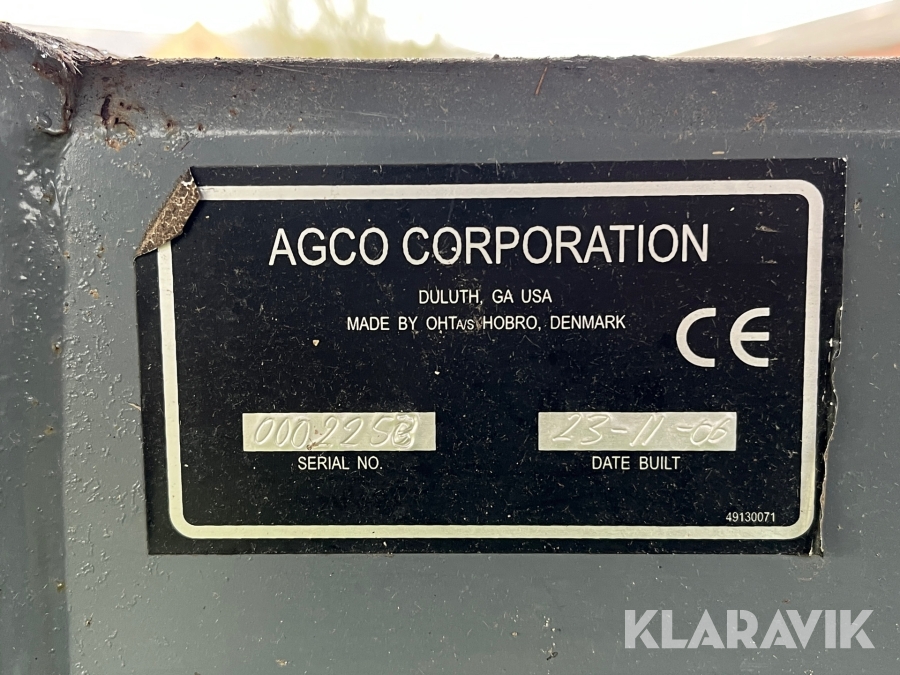 AGCO CORPORATION
DULUTH, GA USA
MADE BY OHTA/S HOBRO, DENMARK
CE
23-11-06
SERIAL NO.
DATE BUILT
49130071
KLARAVIK